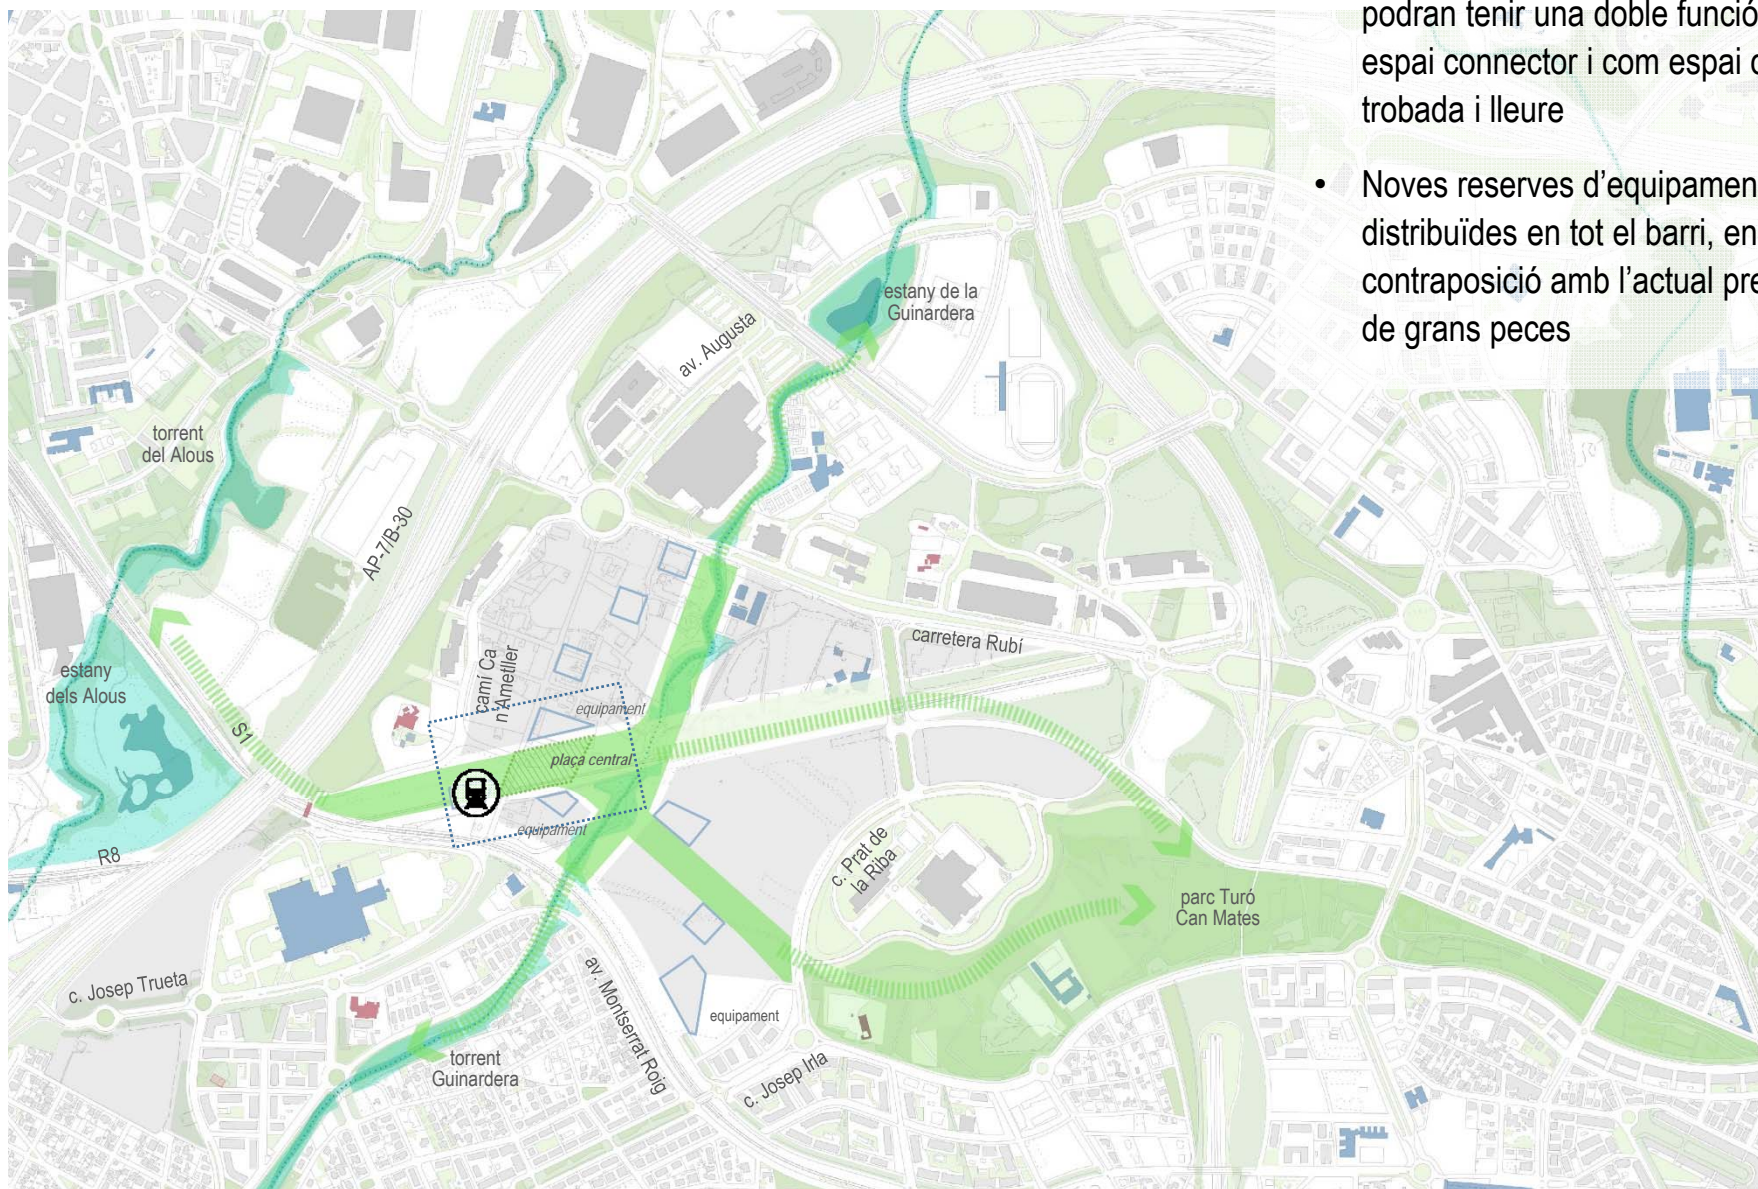 podran tenir una doble funció
espai connector i com espai
trobada i lleure
• Noves reserves d’equipamen
distribuïdes en tot el barri, en
contraposició amb l’actual pre
de grans peces
estany de la
Guinardera
av. Augusta
torrent
del Alous
AP-7/B-30
carretera Rubí
camí Ca
n Ametller
estany
dels Alous
equipament
S1
plaça central
equipament
R8
c. Prat de
la Riba
parc Turó
Can Mates
c. Josep Trueta
av. Montserrat Roig
equipament
torrent
Guinardera
c. Josep Irla